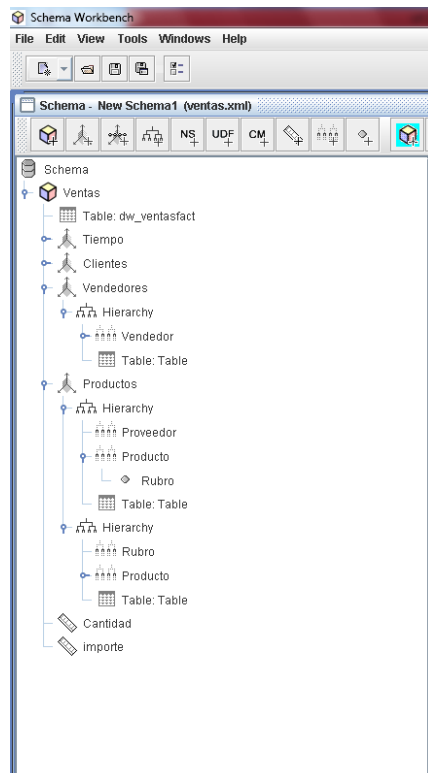 Schema Workbench
File Edit View Tools Windows Help
Schema - New Schema1 (ventas.xml)
NS UDF CM
Schema
Ventas
Table: dw_ventasfact
Tiempo
Clientes
Vendedores
Hierarchy
Vendedor
Table: Table
Productos
Hierarchy
Proveedor
Producto
Rubro
Table: Table
Hierarchy
Rubro
Producto
Table: Table
Cantidad
importe